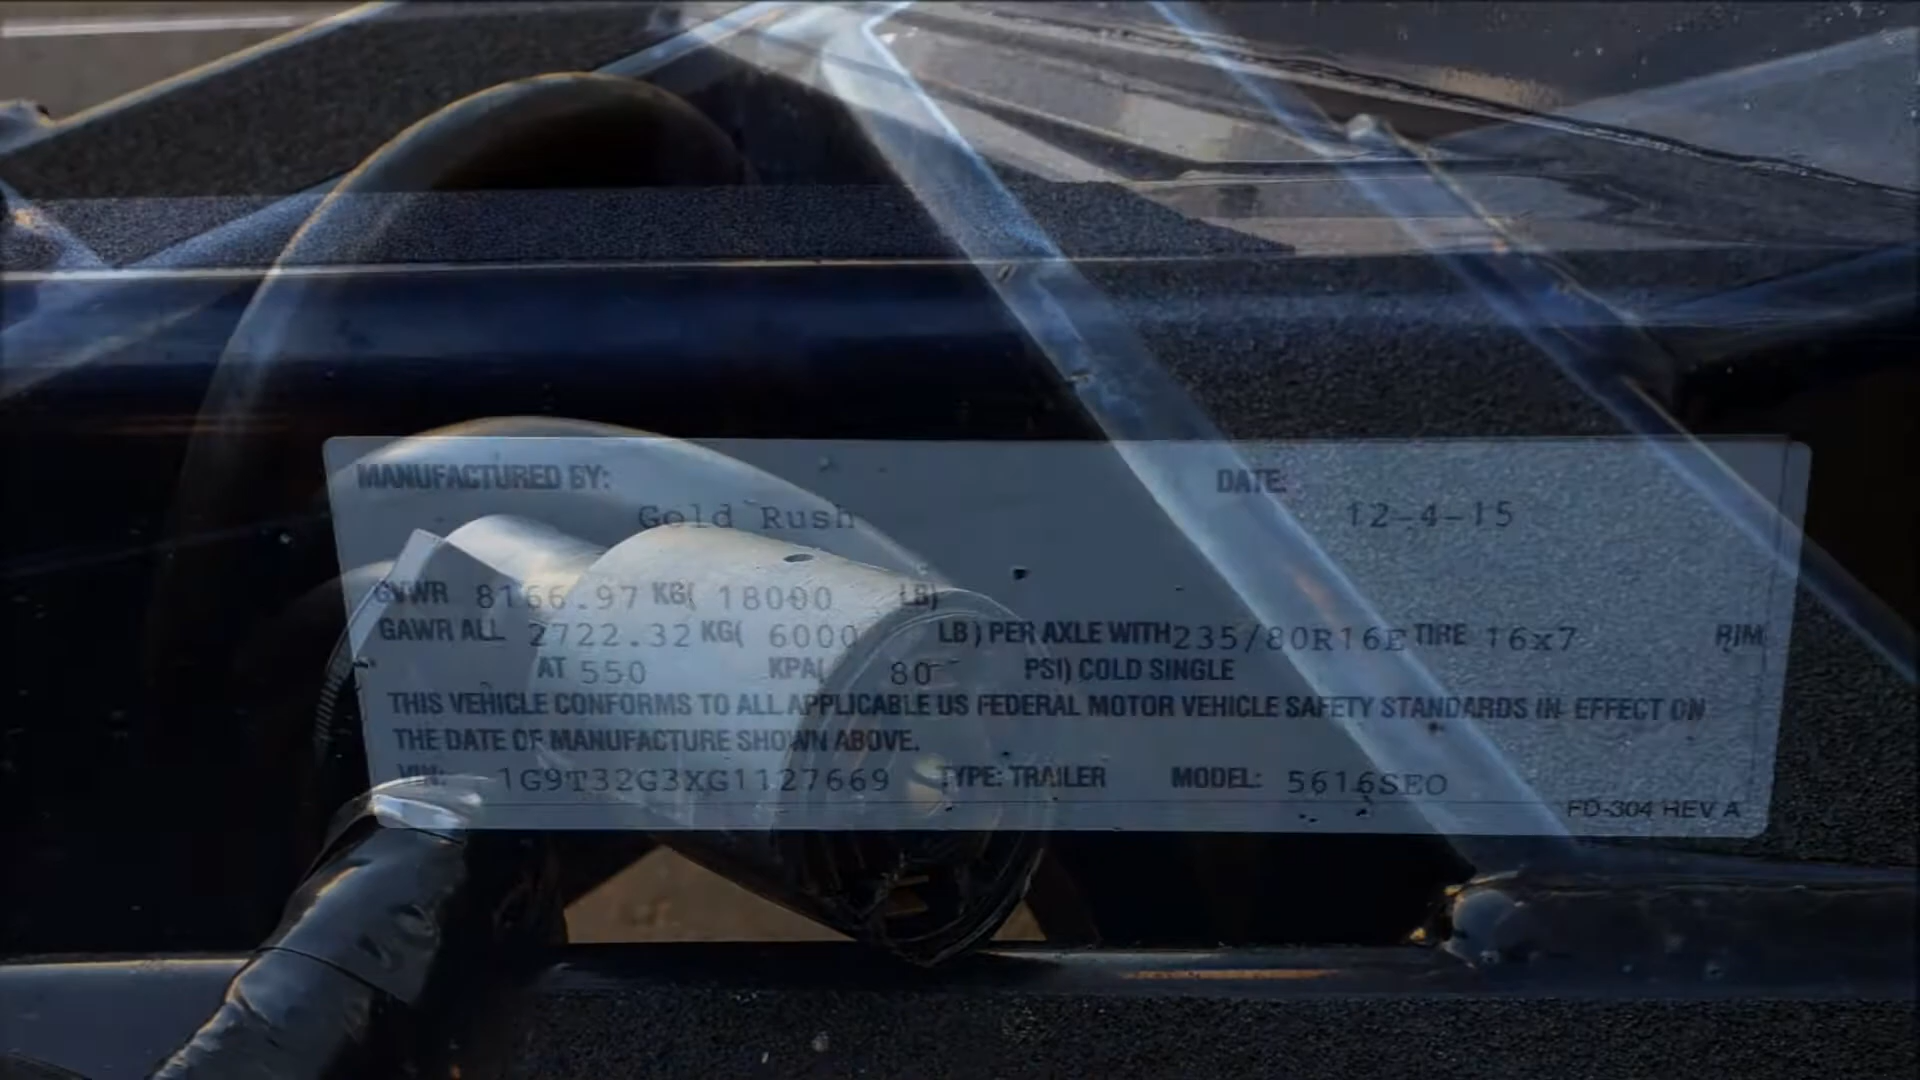 MANUFACTURED BY: DATE:
Gold Rush 12-4-15
GVWR 8166.97 KG( 18000 LB)
GAWR ALL 2722.32 KG( 6000 LB) PER AXLE WITH 235/80R16E TIRE 16x7 RIM
AT 550 KPA( 80 PSI) COLD SINGLE
THIS VEHICLE CONFORMS TO ALL APPLICABLE US FEDERAL MOTOR VEHICLE SAFETY STANDARDS IN EFFECT ON
THE DATE OF MANUFACTURE SHOWN ABOVE.
VIN: 1G9T32G3XG1127669 TYPE: TRAILER MODEL: 5616SEO
FD-304 REV A